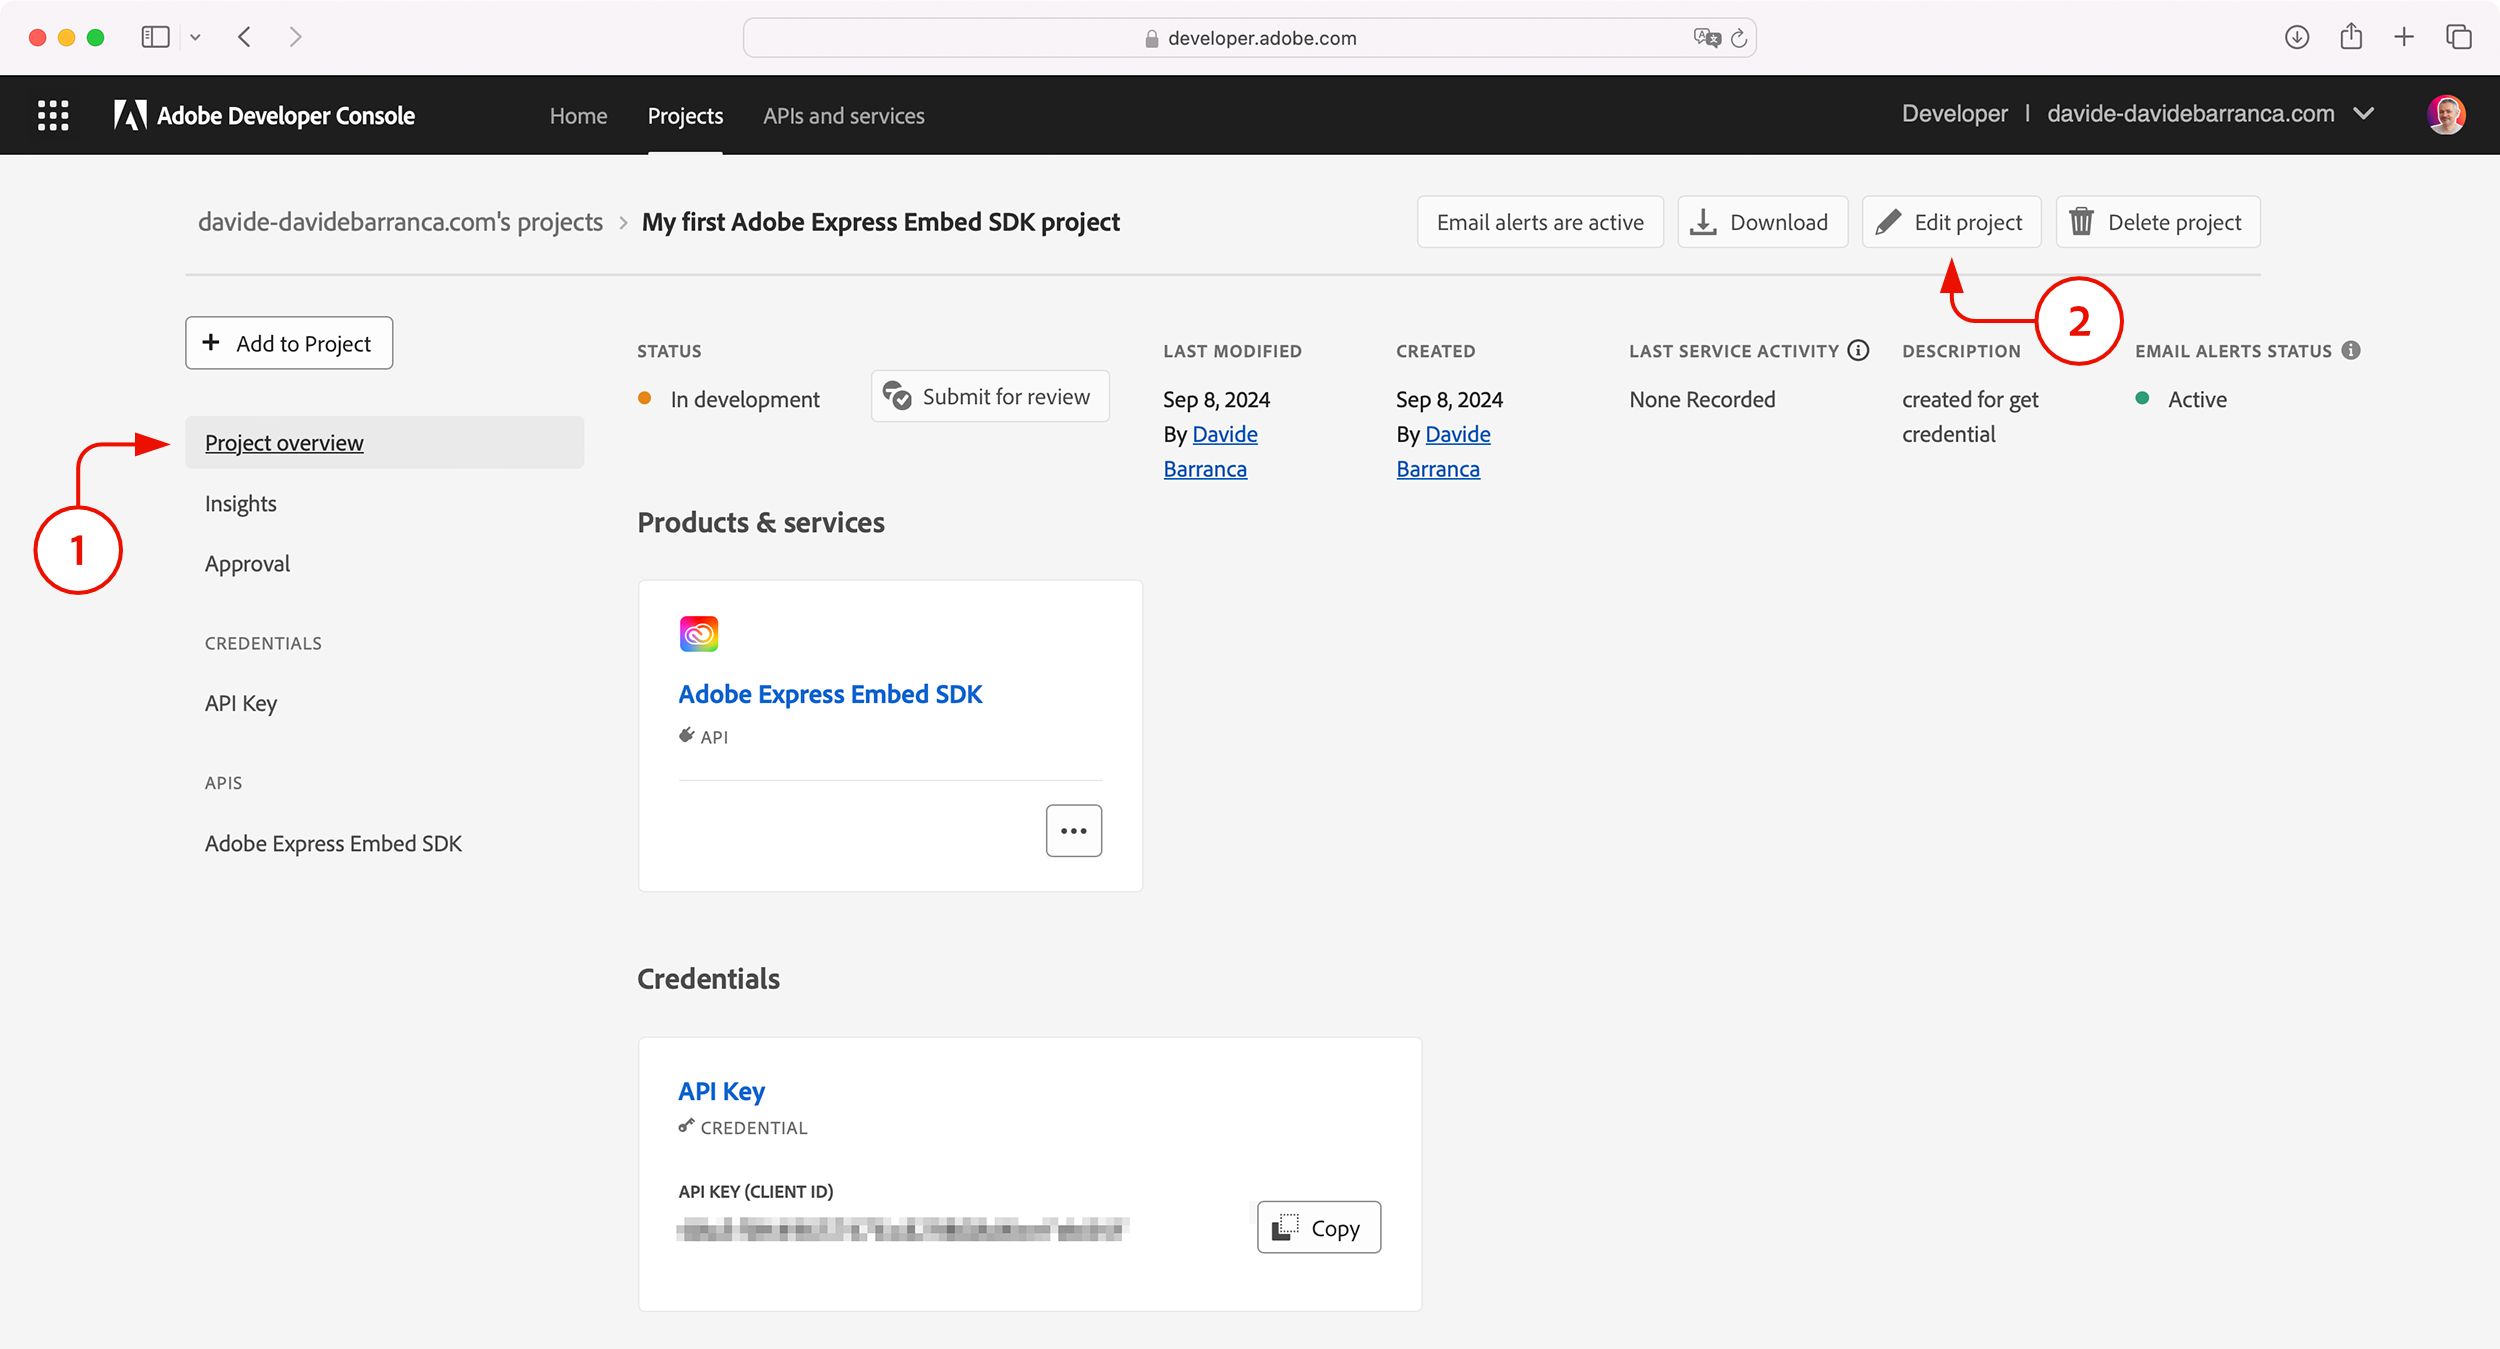 developer.adobe.com
Adobe Developer Console
Home
Projects
APIs and services
Developer | davide-davidebarranca.com
davide-davidebarranca.com's projects > My first Adobe Express Embed SDK project
Email alerts are active
Download
Edit project
Delete project
2
+ Add to Project
Project overview
1
Insights
Approval
CREDENTIALS
API Key
APIS
Adobe Express Embed SDK
STATUS
In development
Submit for review
LAST MODIFIED
Sep 8, 2024
By Davide
Barranca
CREATED
Sep 8, 2024
By Davide
Barranca
LAST SERVICE ACTIVITY
None Recorded
DESCRIPTION
created for get
credential
EMAIL ALERTS STATUS
Active
Products & services
Adobe Express Embed SDK
API
Credentials
API Key
CREDENTIAL
API KEY (CLIENT ID)
Copy